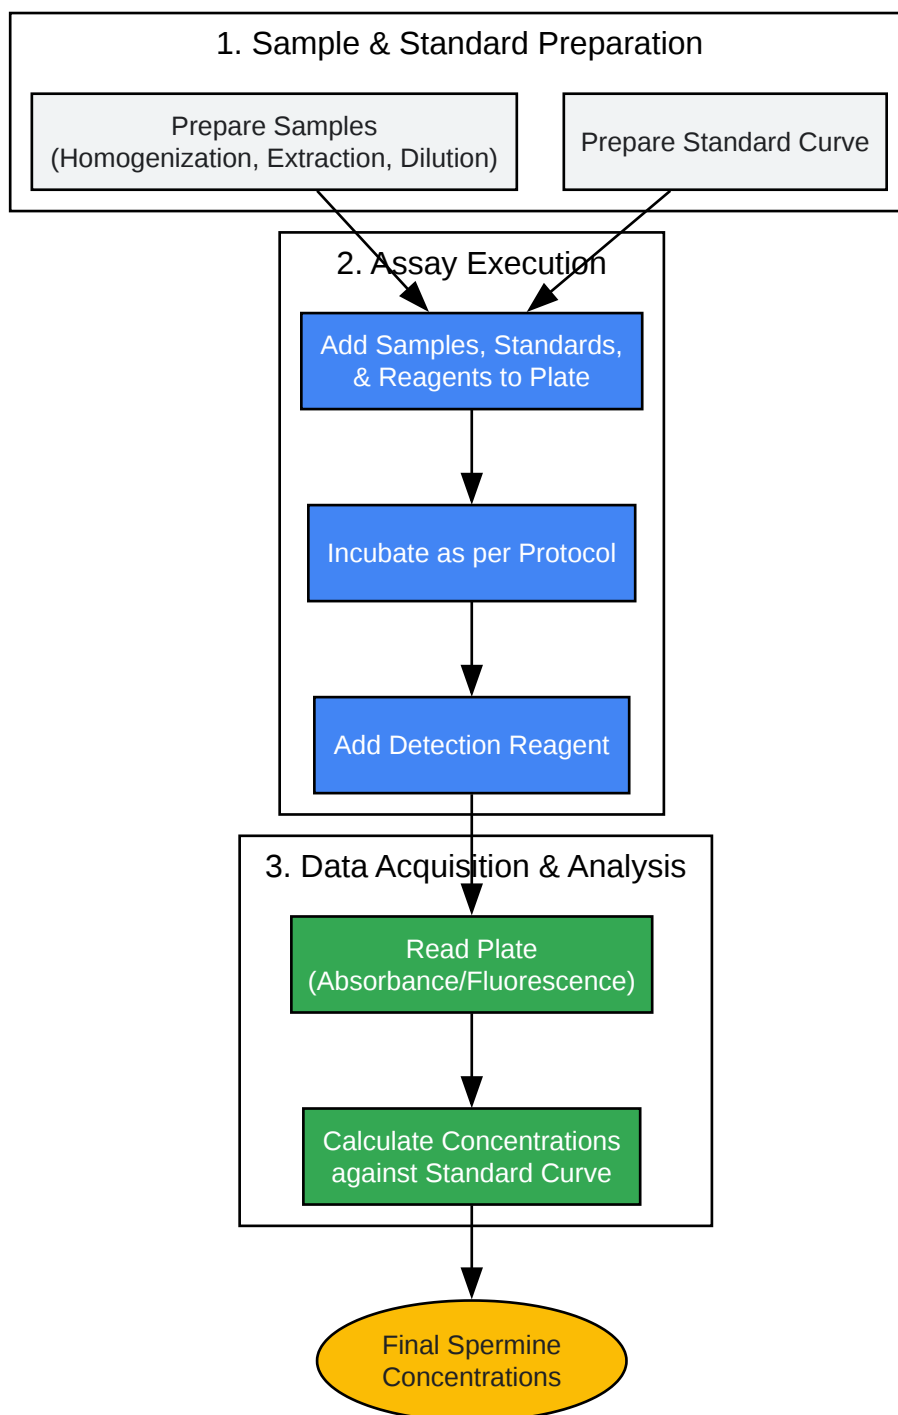 1. Sample & Standard Preparation
Prepare Samples
(Homogenization, Extraction, Dilution)
Prepare Standard Curve
2. Assay Execution
Add Samples, Standards,
& Reagents to Plate
Incubate as per Protocol
Add Detection Reagent
3. Data Acquisition & Analysis
Read Plate
(Absorbance/Fluorescence)
Calculate Concentrations
against Standard Curve
Final Spermine
Concentrations